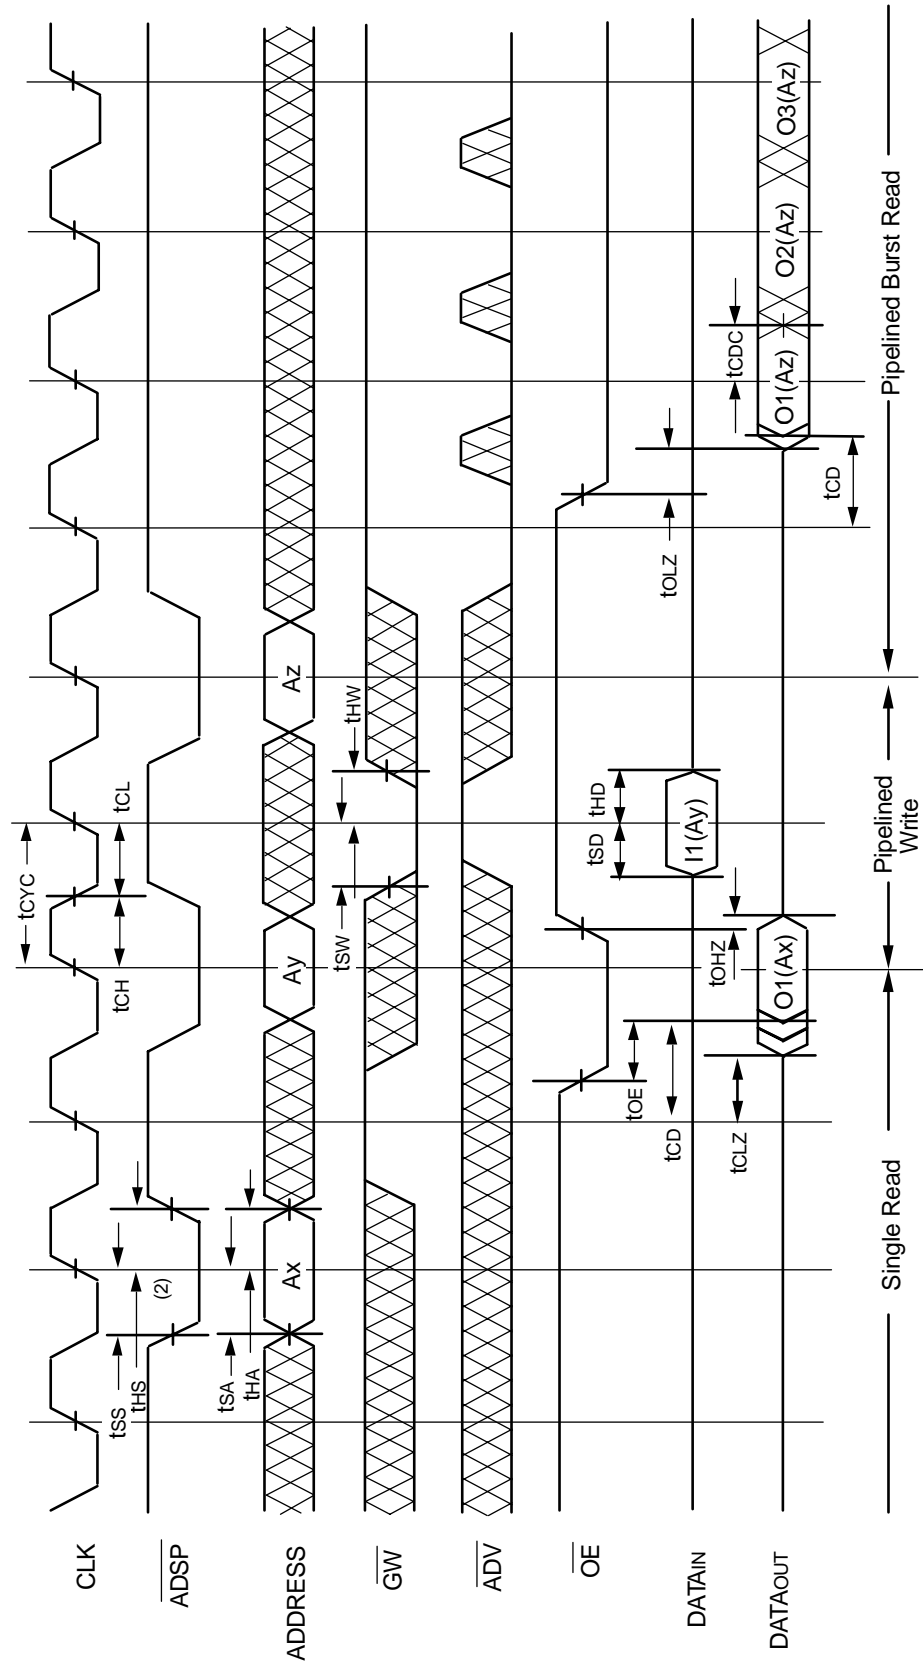 CLK
tCYC
tCH
tCL
ADSP
tSS
tHS
(2)
ADDRESS
tSA
tHA
Ax
Ay
Az
GW
tSW
tHW
ADV
OE
tOE
tOHZ
tOLZ
DATAIN
tSD
tHD
I1(Ay)
tCD
tCLZ
tCDC
tCD
DATAOUT
O1(Ax)
O1(Az)
O2(Az)
O3(Az)
Single Read
Pipelined
Write
Pipelined Burst Read